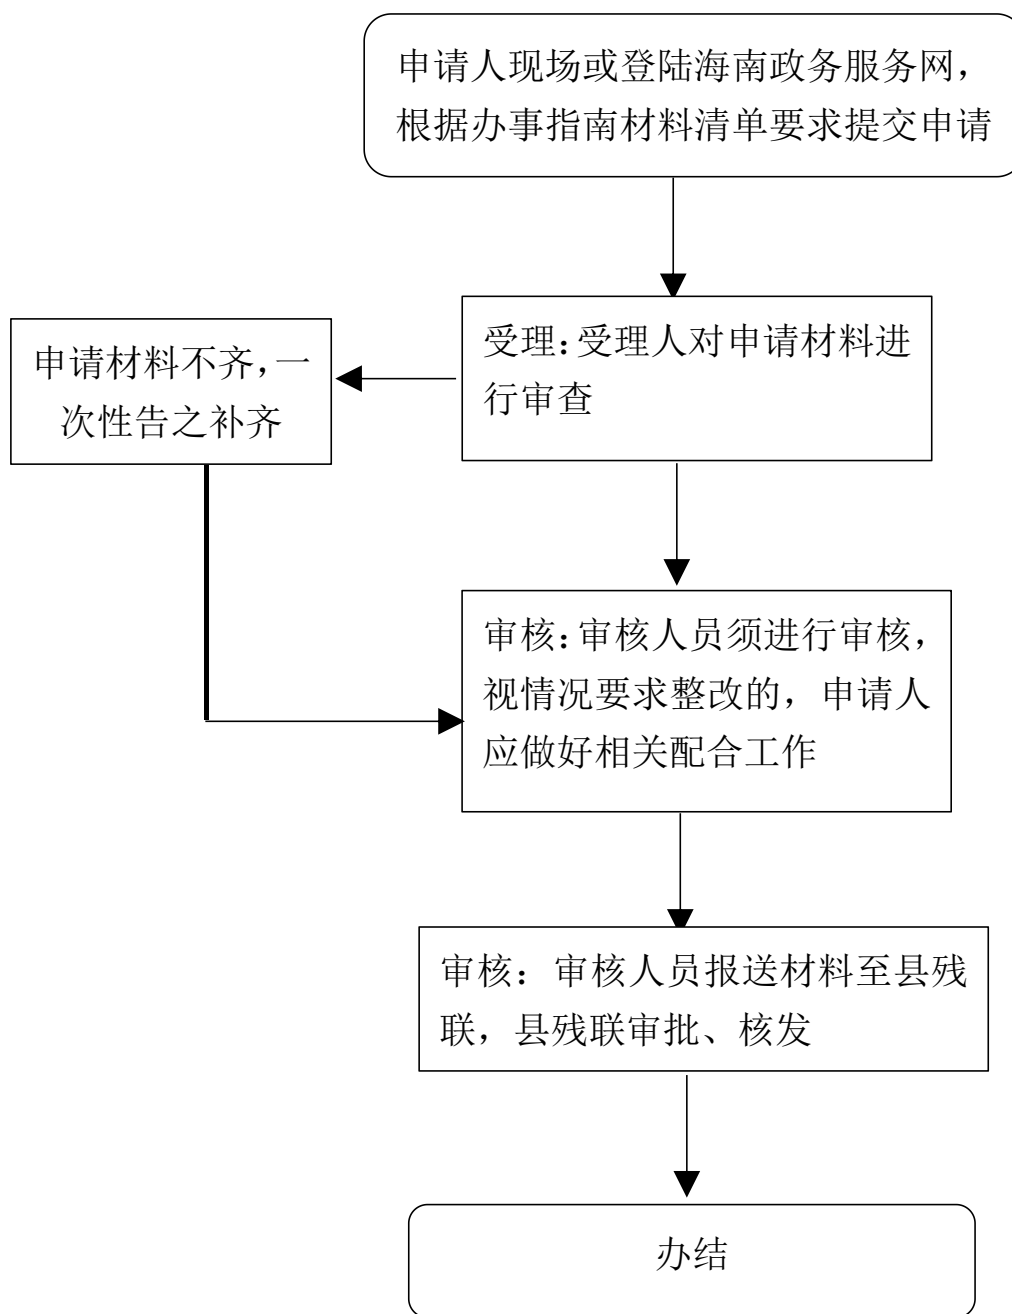 申请人现场或登陆海南政务服务网，
根据办事指南材料清单要求提交申请
受理：受理人对申请材料进
行审查
申请材料不齐，一
次性告之补齐
审核：审核人员须进行审核，
视情况要求整改的，申请人
应做好相关配合工作
审核：审核人员报送材料至县残
联，县残联审批、核发
办结